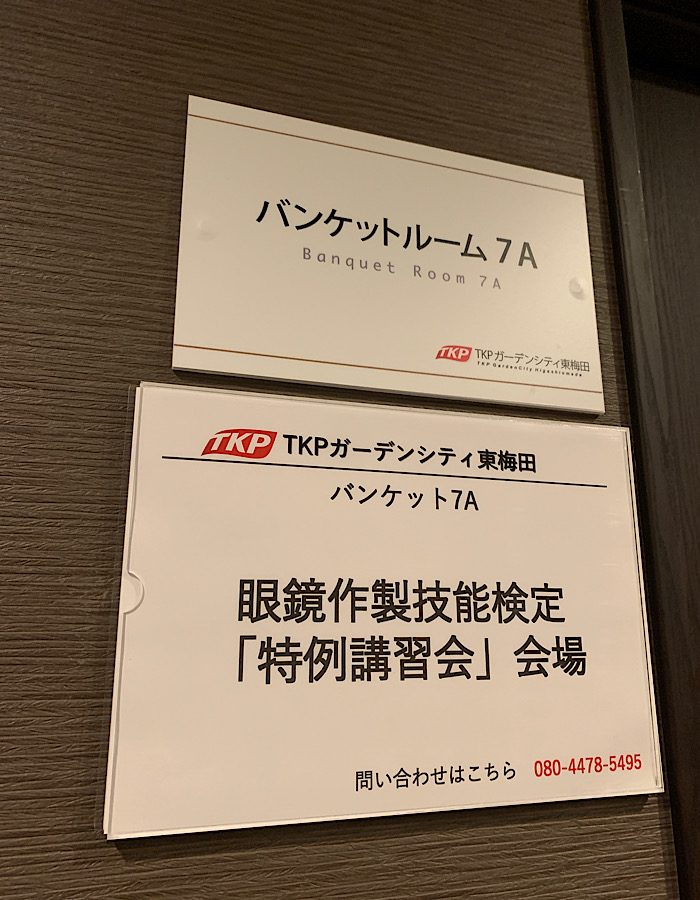 バンケットルーム 7A
Banquet Room 7A
TKP TKPガーデンシティ東梅田
TKP GardenCity Higashiumeda
TKP TKPガーデンシティ東梅田
バンケット7A
眼鏡作製技能検定
「特例講習会」会場
問い合わせはこちら 080-4478-5495